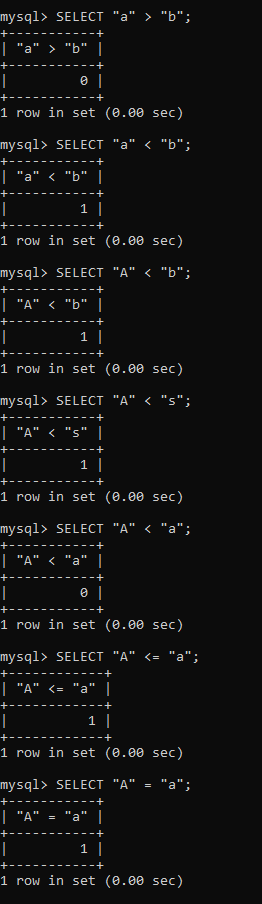 mysql> SELECT "a" > "b";
+-----------+
| "a" > "b" |
+-----------+
|         0 |
+-----------+
1 row in set (0.00 sec)
mysql> SELECT "a" < "b";
+-----------+
| "a" < "b" |
+-----------+
|         1 |
+-----------+
1 row in set (0.00 sec)
mysql> SELECT "A" < "b";
+-----------+
| "A" < "b" |
+-----------+
|         1 |
+-----------+
1 row in set (0.00 sec)
mysql> SELECT "A" < "s";
+-----------+
| "A" < "s" |
+-----------+
|         1 |
+-----------+
1 row in set (0.00 sec)
mysql> SELECT "A" < "a";
+-----------+
| "A" < "a" |
+-----------+
|         0 |
+-----------+
1 row in set (0.00 sec)
mysql> SELECT "A" <= "a";
+------------+
| "A" <= "a" |
+------------+
|          1 |
+------------+
1 row in set (0.00 sec)
mysql> SELECT "A" = "a";
+-----------+
| "A" = "a" |
+-----------+
|         1 |
+-----------+
1 row in set (0.00 sec)